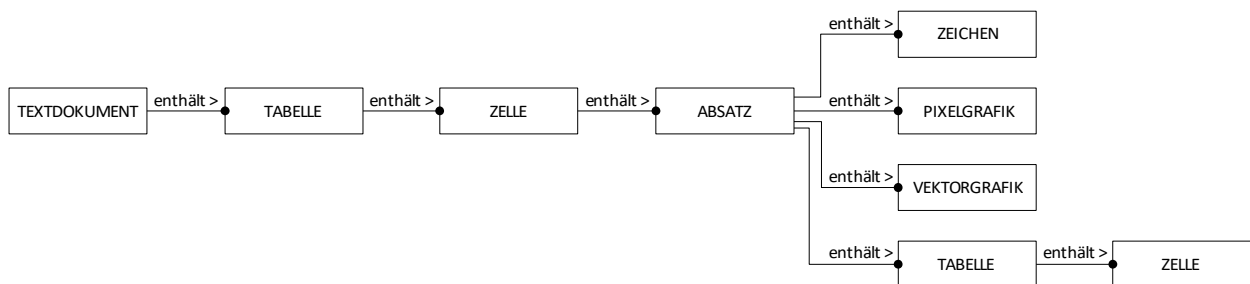 enthält >
ZEICHEN
TEXTDOKUMENT
enthält >
TABELLE
enthält >
ZELLE
enthält >
ABSATZ
enthält >
PIXELGRAFIK
enthält >
VEKTORGRAFIK
enthält >
TABELLE
enthält >
ZELLE